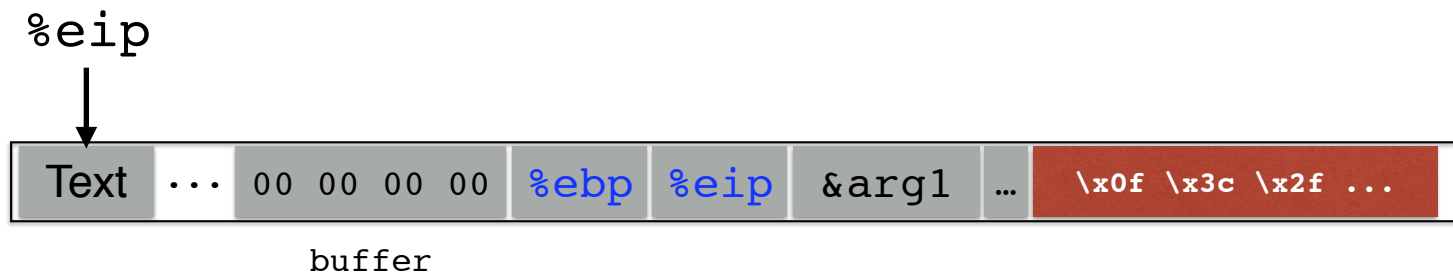 %eip
Text ... 00 00 00 00 %ebp %eip &arg1 … \x0f \x3c \x2f ...
buffer